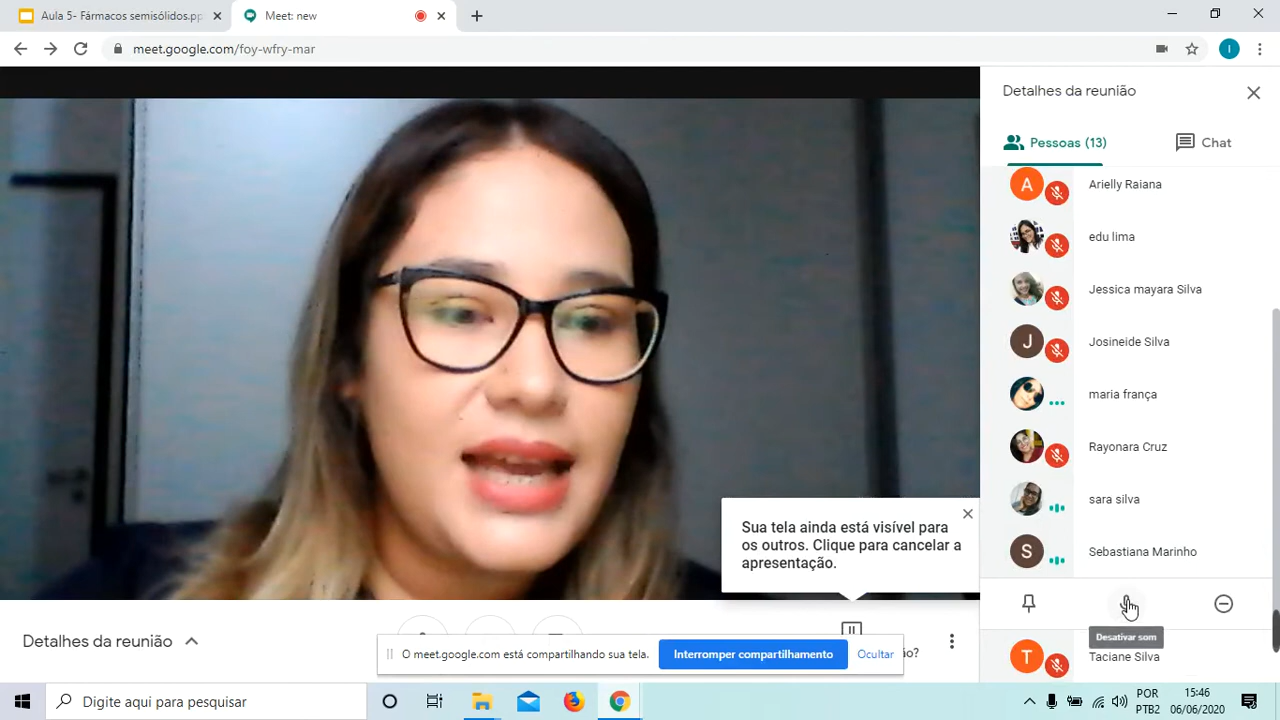 Aula 5- Fármacos semisólidos.pp
Meet: new
meet.google.com/foy-wfry-mar
I
Detalhes da reunião
Pessoas (13)
Chat
A
Arielly Raiana
edu lima
Jessica mayara Silva
J
Josineide Silva
maria frança
Rayonara Cruz
sara silva
S
Sebastiana Marinho
Desativar som
T
Taciane Silva
Sua tela ainda está visível para
os outros. Clique para cancelar a
apresentação.
Detalhes da reunião
O meet.google.com está compartilhando sua tela.
Interromper compartilhamento
Ocultar
ão?
Digite aqui para pesquisar
POR
PTB2
15:46
06/06/2020